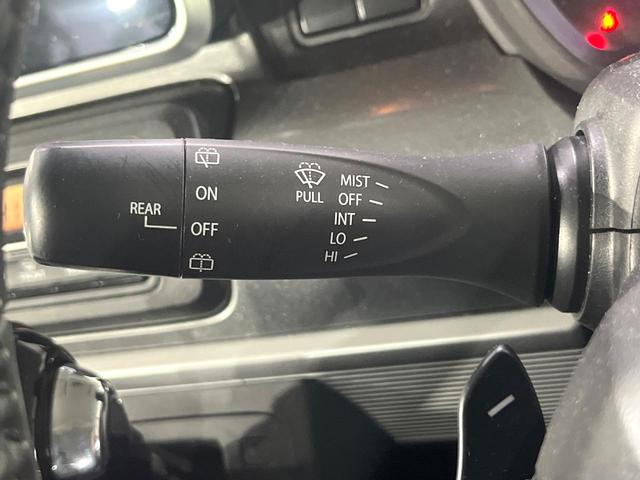 REAR
ON
OFF
PULL
MIST
OFF
INT
LO
HI